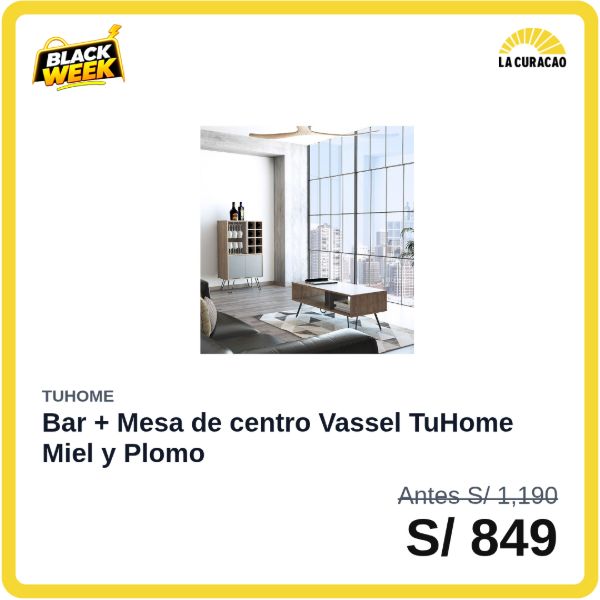 BLACK
WEEK
LA CURACAO
TUHOME
Bar + Mesa de centro Vassel TuHome
Miel y Plomo
Antes S/ 1,190
S/ 849